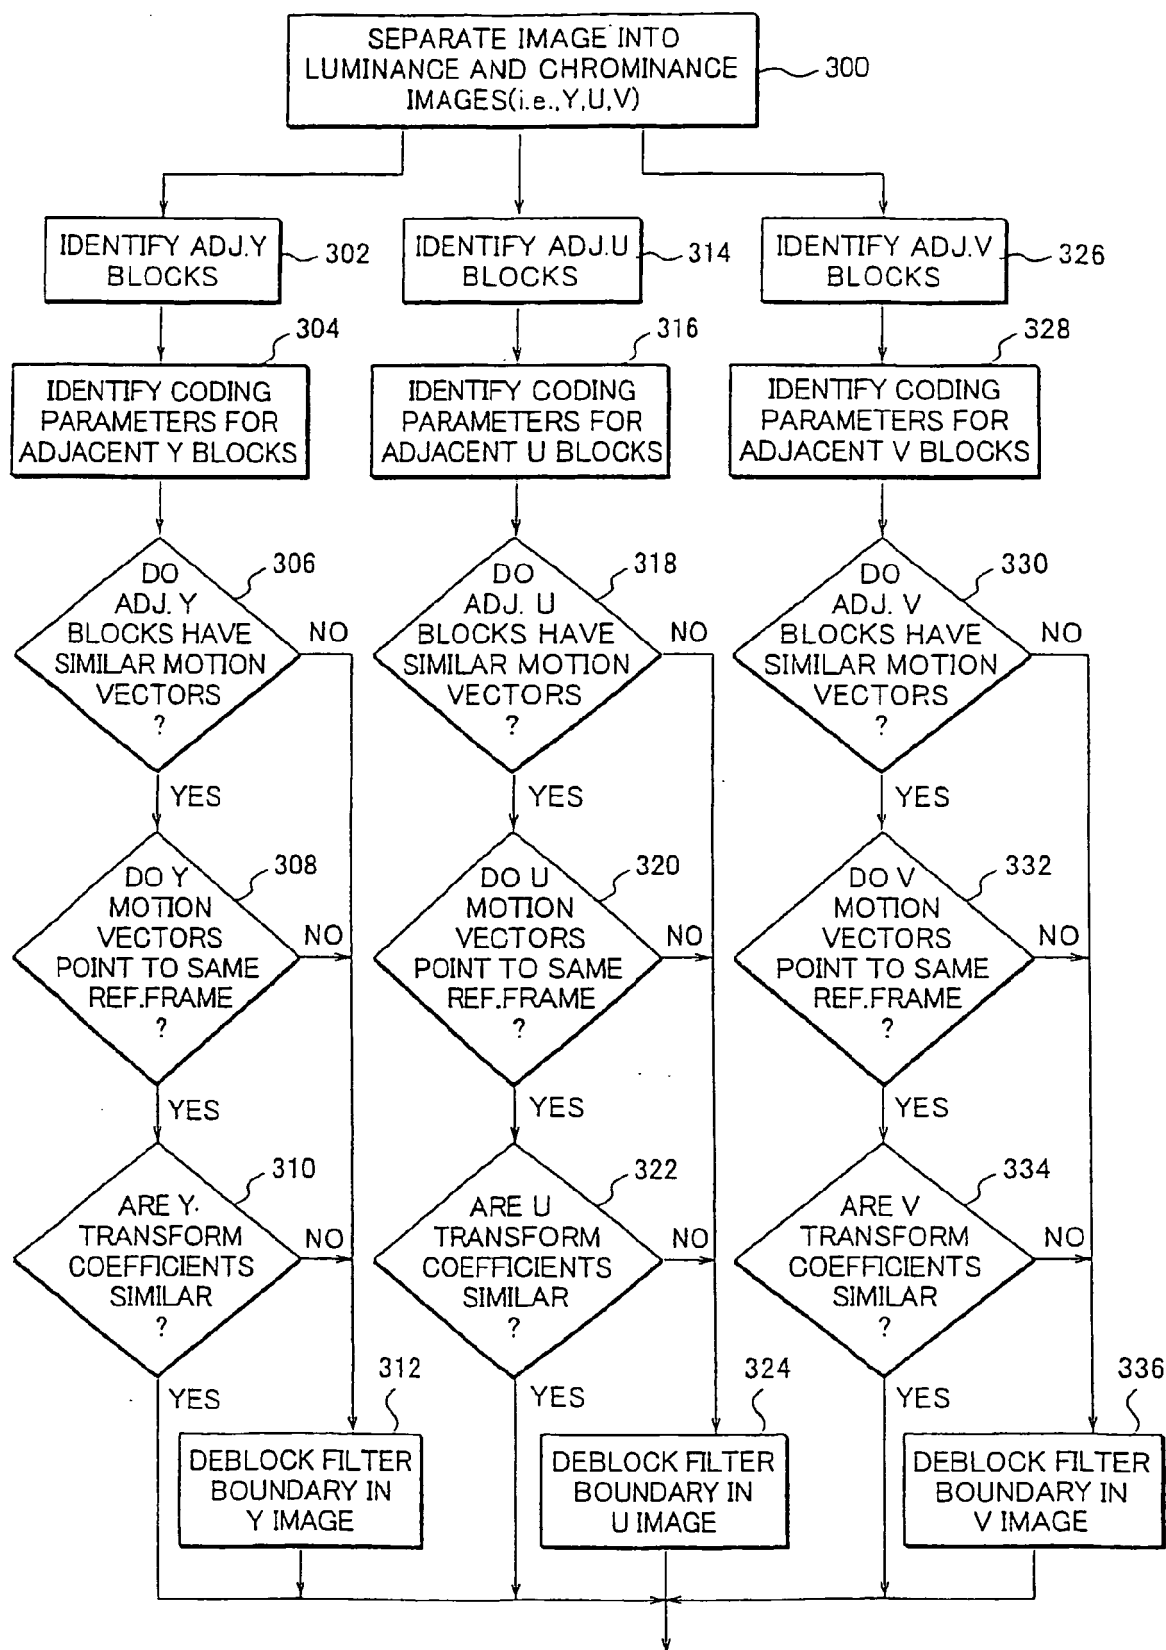 SEPARATE IMAGE INTO
LUMINANCE AND CHROMINANCE
IMAGES(i.e.,Y,U,V)
300
IDENTIFY ADJ.Y
BLOCKS
302
IDENTIFY ADJ.U
BLOCKS
314
IDENTIFY ADJ.V
BLOCKS
326
304
IDENTIFY CODING
PARAMETERS FOR
ADJACENT Y BLOCKS
316
IDENTIFY CODING
PARAMETERS FOR
ADJACENT U BLOCKS
328
IDENTIFY CODING
PARAMETERS FOR
ADJACENT V BLOCKS
306
DO
ADJ. Y
BLOCKS HAVE
SIMILAR MOTION
VECTORS
?
NO
YES
318
DO
ADJ. U
BLOCKS HAVE
SIMILAR MOTION
VECTORS
?
NO
YES
330
DO
ADJ. V
BLOCKS HAVE
SIMILAR MOTION
VECTORS
?
NO
YES
308
DO Y
MOTION
VECTORS
POINT TO SAME
REF.FRAME
?
NO
YES
320
DO U
MOTION
VECTORS
POINT TO SAME
REF.FRAME
?
NO
YES
332
DO V
MOTION
VECTORS
POINT TO SAME
REF.FRAME
?
NO
YES
310
ARE Y
TRANSFORM
COEFFICIENTS
SIMILAR
?
NO
YES
322
ARE U
TRANSFORM
COEFFICIENTS
SIMILAR
?
NO
YES
334
ARE V
TRANSFORM
COEFFICIENTS
SIMILAR
?
NO
YES
312
DEBLOCK FILTER
BOUNDARY IN
Y IMAGE
324
DEBLOCK FILTER
BOUNDARY IN
U IMAGE
336
DEBLOCK FILTER
BOUNDARY IN
V IMAGE